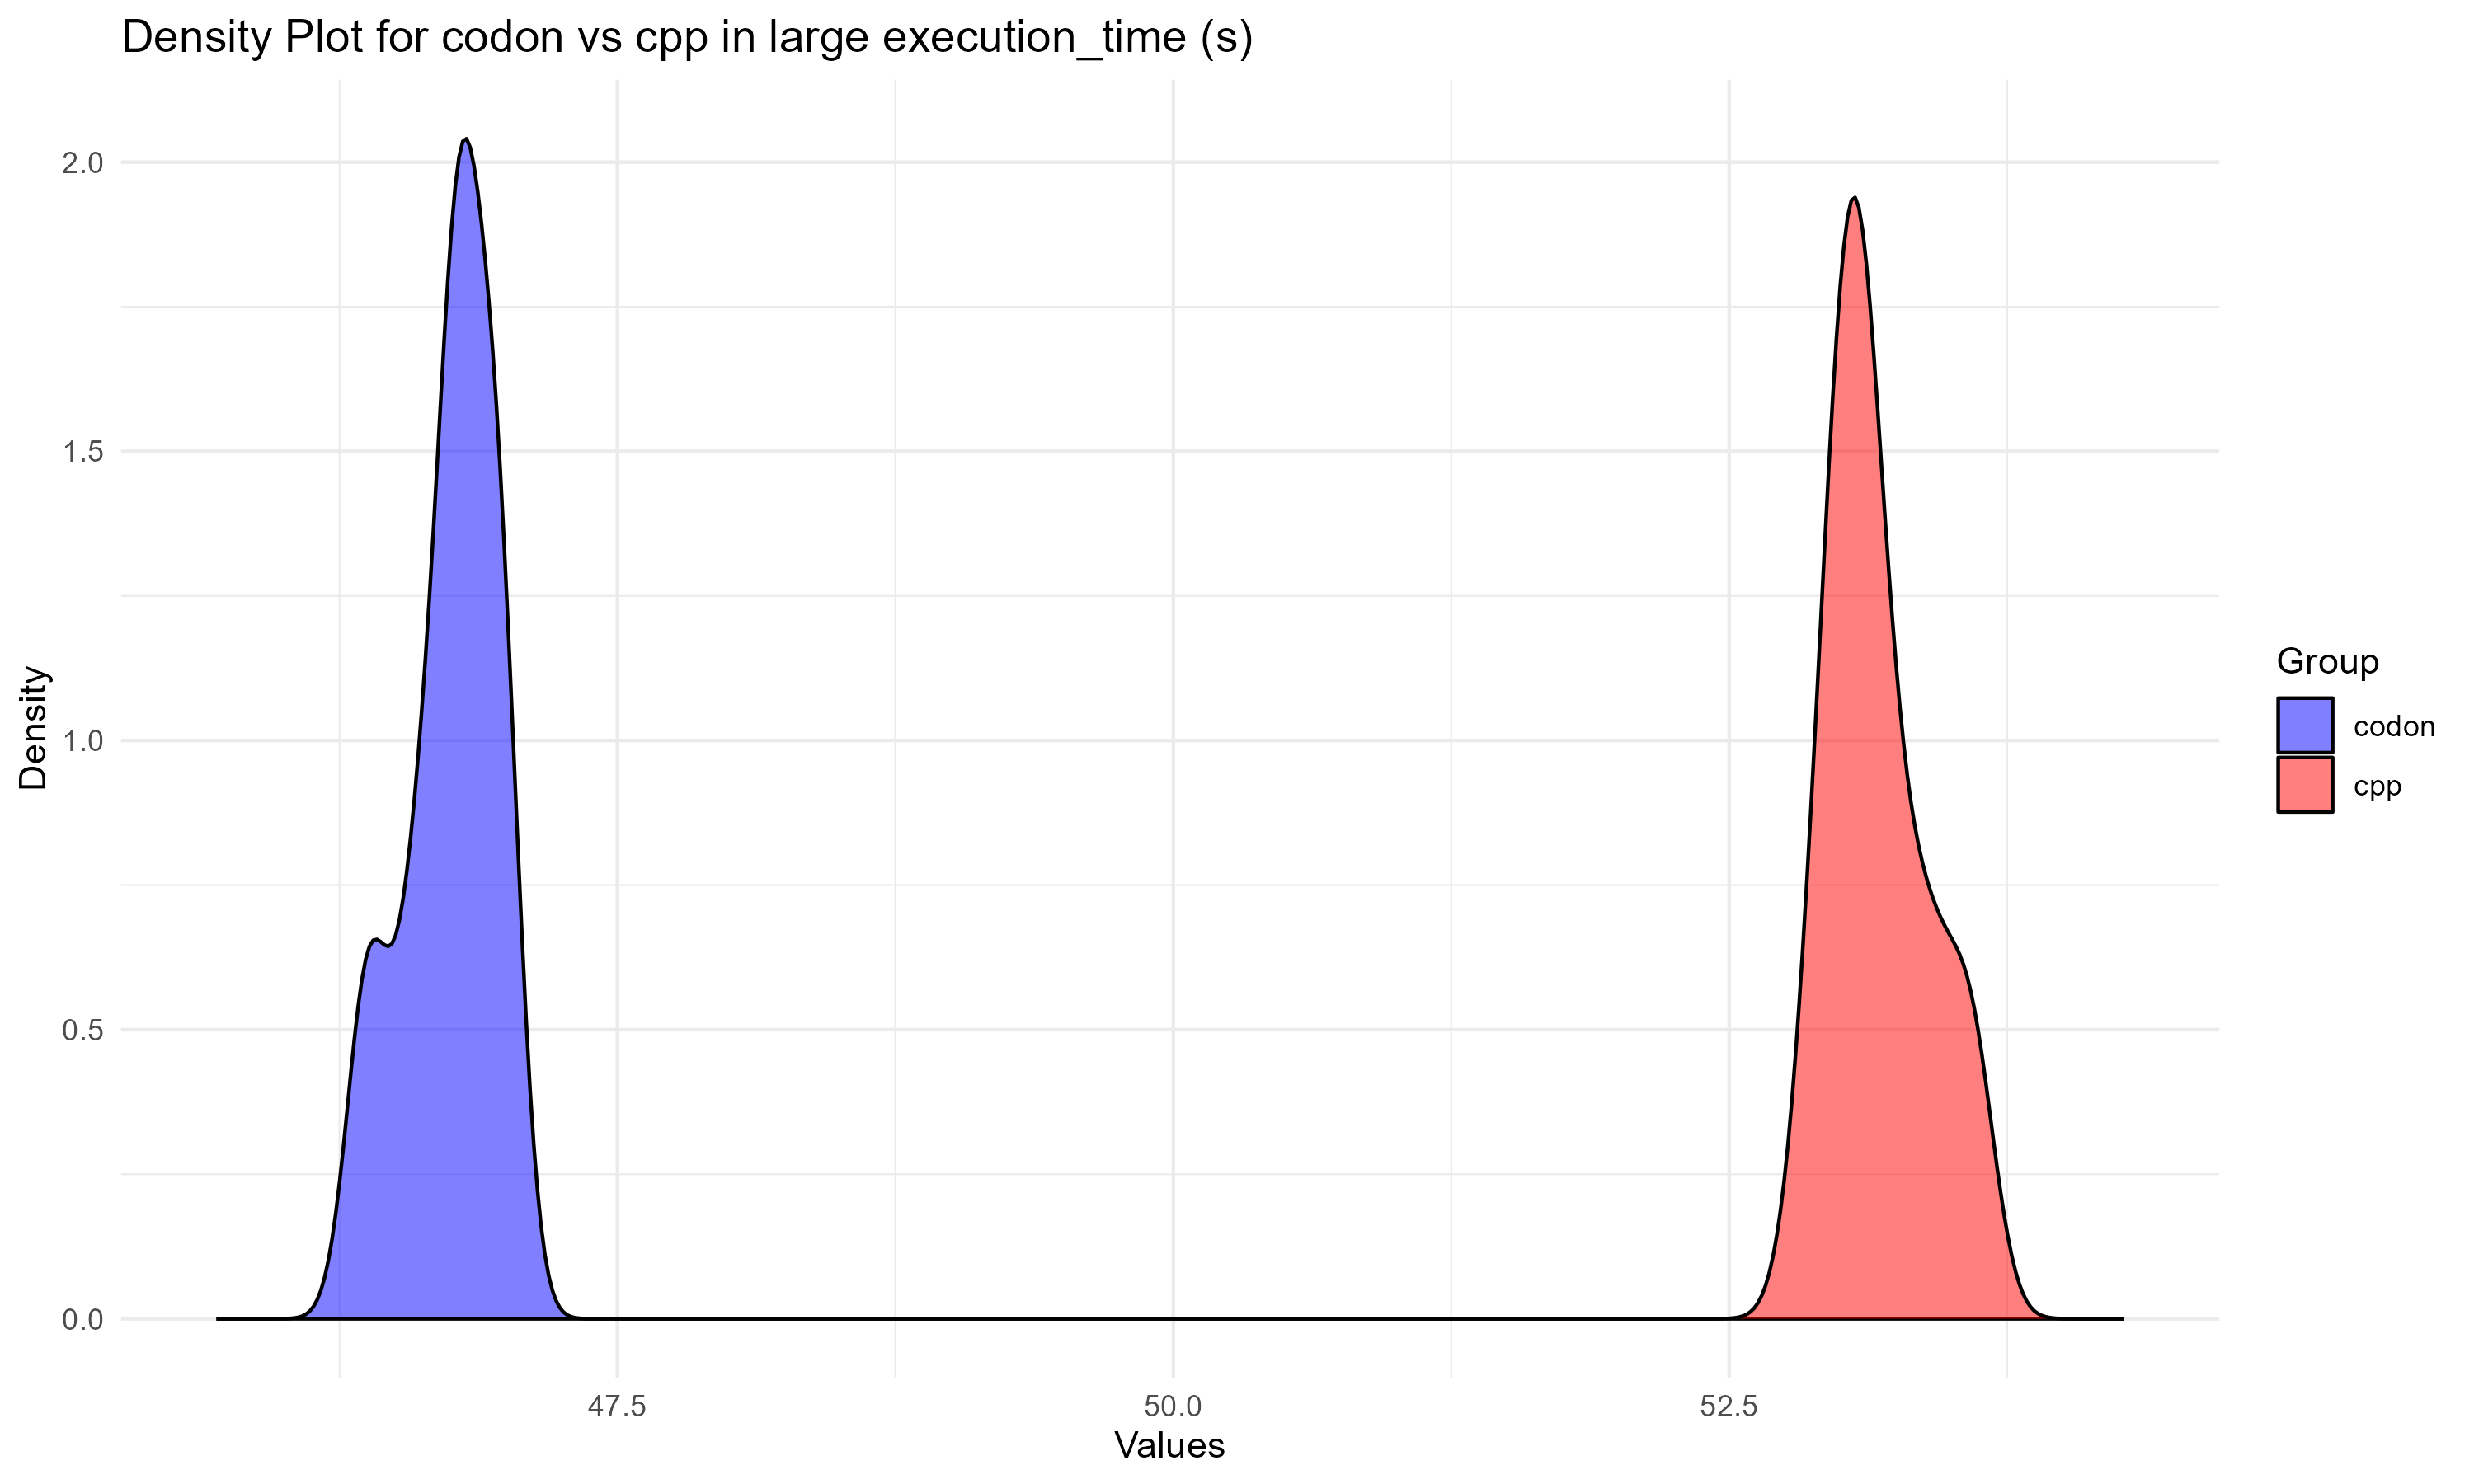 Density Plot for codon vs cpp in large execution_time (s)
2.0
1.5
1.0
0.5
0.0
Density
47.5
50.0
52.5
Values
Group
codon
cpp